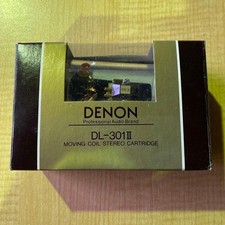 DENON
Professional Audio Brand
DL-301II
MOVING COIL STEREO CARTRIDGE